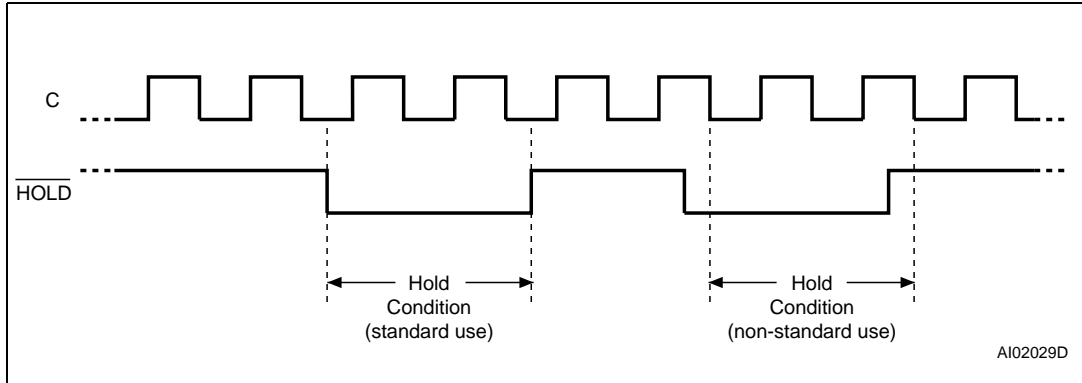 C
HOLD
Hold
Condition
(standard use)
Hold
Condition
(non-standard use)
AI02029D